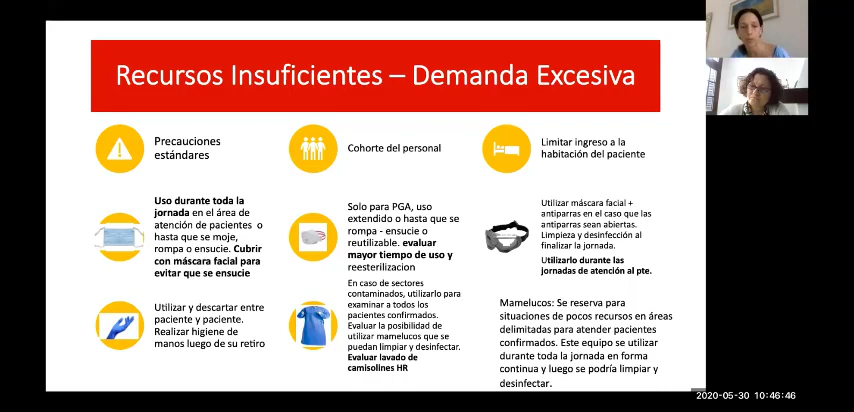 Recursos Insuficientes – Demanda Excesiva
Precauciones
estándares
Cohorte del personal
Limitar ingreso a la
habitación del paciente
Uso durante toda la
jornada en el área de
atención de pacientes o
hasta que se moje,
rompa o ensucie. Cubrir
con máscara facial para
evitar que se ensucie
Solo para PGA, uso
extendido o hasta que se
rompa - ensucie o
reutilizable. evaluar
mayor tiempo de uso y
reesterilizacion
Utilizar máscara facial +
antiparras en el caso que las
antiparras sean abiertas.
Limpieza y desinfección al
finalizar la jornada.
Utilizarlo durante las
jornadas de atención al pte.
Utilizar y descartar entre
paciente y paciente.
Realizar higiene de
manos luego de su retiro
En caso de sectores
contaminados, utilizarlo para
examinar a todos los
pacientes confirmados.
Evaluar la posibilidad de
utilizar mamelucos que se
puedan limpiar y desinfectar.
Evaluar lavado de
camisolines HR
Mamelucos: Se reserva para
situaciones de pocos recursos en áreas
delimitadas para atender pacientes
confirmados. Este equipo se utilizar
durante toda la jornada en forma
continua y luego se podría limpiar y
desinfectar.
2020-05-30 10:46:46